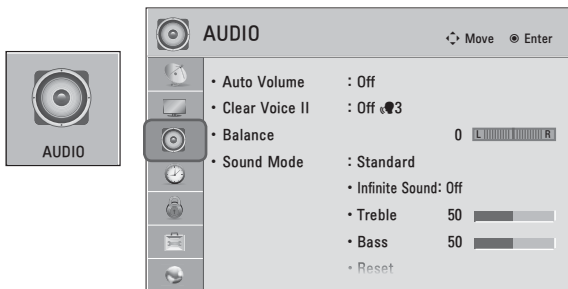 AUDIO
AUDIO
Move Enter
• Auto Volume : Off
• Clear Voice II : Off 3
• Balance 0 L R
• Sound Mode : Standard
• Infinite Sound: Off
• Treble 50
• Bass 50
• Reset